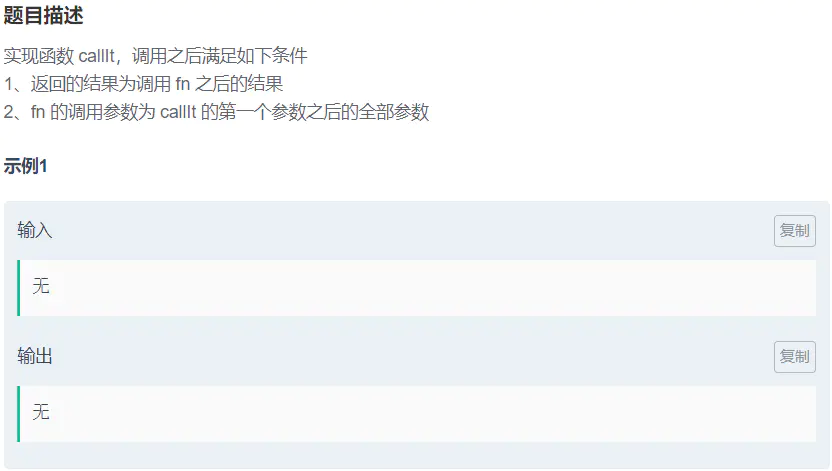 题目描述
实现函数 callIt，调用之后满足如下条件
1、返回的结果为调用 fn 之后的结果
2、fn 的调用参数为 callIt 的第一个参数之后的全部参数
示例1
输入
复制
无
输出
复制
无